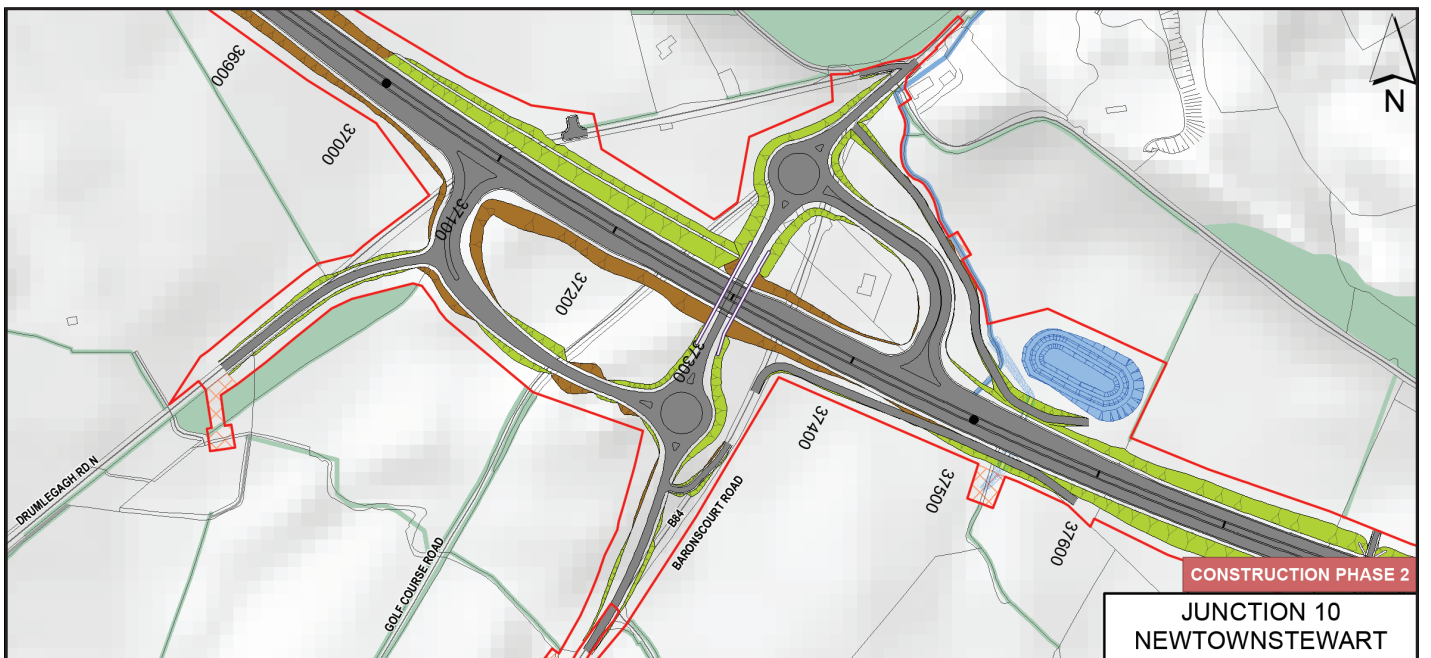 36900
N
37000
37100
37200
37300
37400
37500
37600
DRUMLEGAGH RD N
GOLF COURSE ROAD
B84
BARONSCOURT ROAD
CONSTRUCTION PHASE 2
JUNCTION 10
NEWTOWNSTEWART